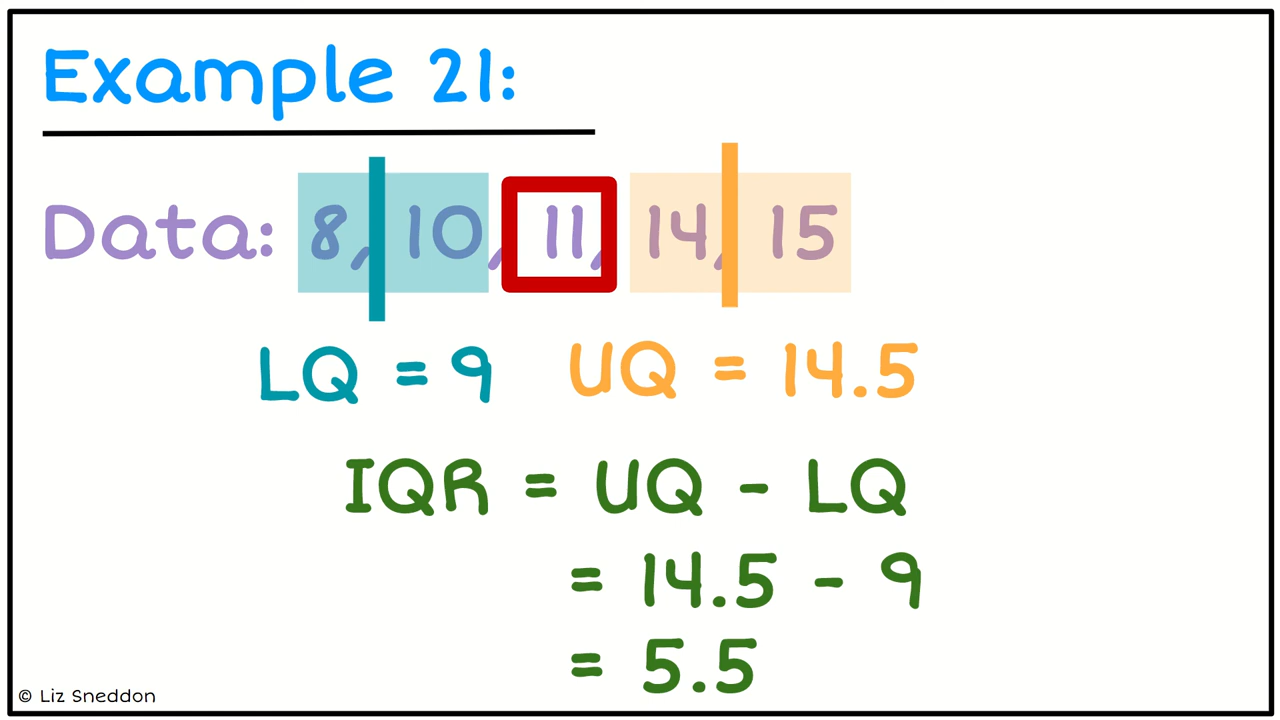 Example 21:
Data: 8, 10, 11, 14, 15
LQ = 9 UQ = 14.5
IQR = UQ - LQ
= 14.5 - 9
= 5.5
© Liz Sneddon